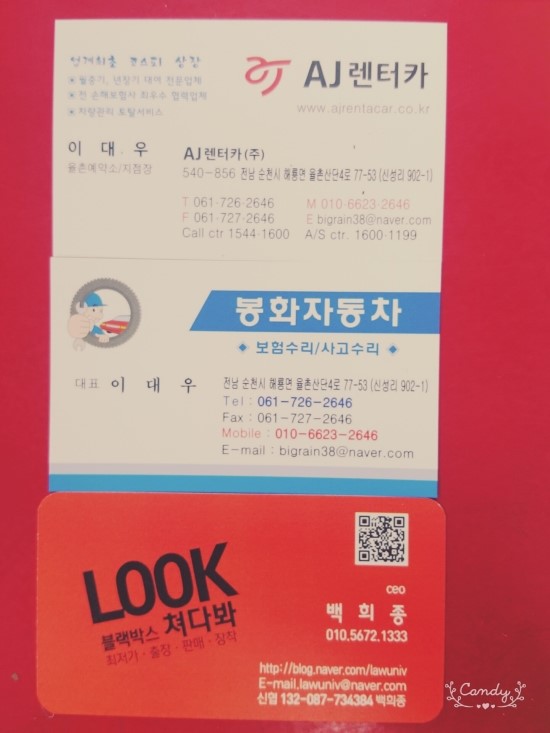 AJ렌터카
www.ajrentacar.co.kr
이 대 우
율촌예약소/지점장
AJ렌터카(주)
540-856 전남 순천시 해룡면 율촌산단4로 77-53 (신성리 902-1)
T 061-726-2646 M 010-6623-2646
F 061-727-2646 E bigrain38@naver.com
Call ctr 1544-1600 A/S ctr. 1600-1199
봉화자동차
보험수리/사고수리
대표 이 대 우
전남 순천시 해룡면 율촌산단4로 77-53 (신성리 902-1)
Tel : 061-726-2646
Fax : 061-727-2646
Mobile : 010-6623-2646
E-mail : bigrain38@naver.com
LOOK
블랙박스 쳐다봐
최저가 · 출장 · 판매 · 장착
ceo
백 희 종
010.5672.1333
http://blog.naver.com/lawuniv
E-mail.lawuniv@naver.com
신협 132-087-734384 백희종
Candy